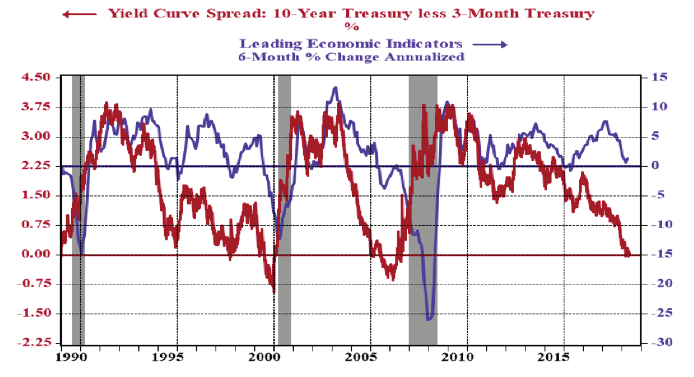 ← Yield Curve Spread: 10-Year Treasury less 3-Month Treasury
%
Leading Economic Indicators →
6-Month % Change Annualized
4.50 15
3.75 10
3.00 5
2.25 0
1.50 -5
0.75 -10
0.00 -15
-0.75 -20
-1.50 -25
-2.25 -30
1990 1995 2000 2005 2010 2015